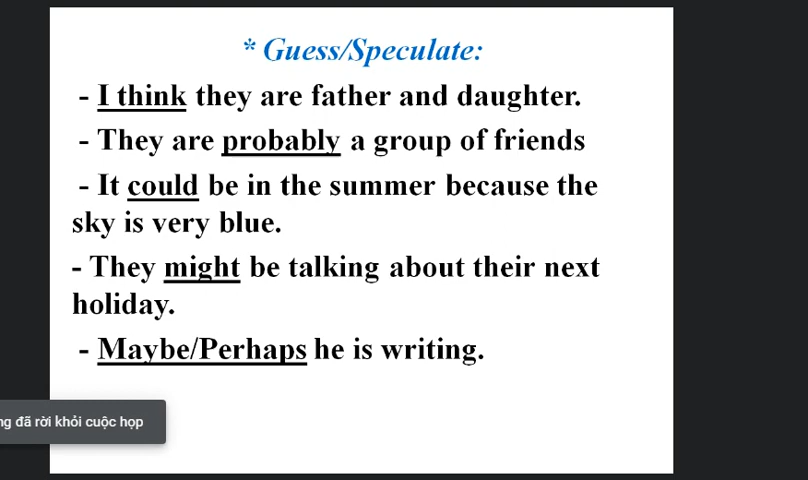 * Guess/Speculate:
- I think they are father and daughter.
- They are probably a group of friends
- It could be in the summer because the
sky is very blue.
- They might be talking about their next
holiday.
- Maybe/Perhaps he is writing.
đã rời khỏi cuộc họp